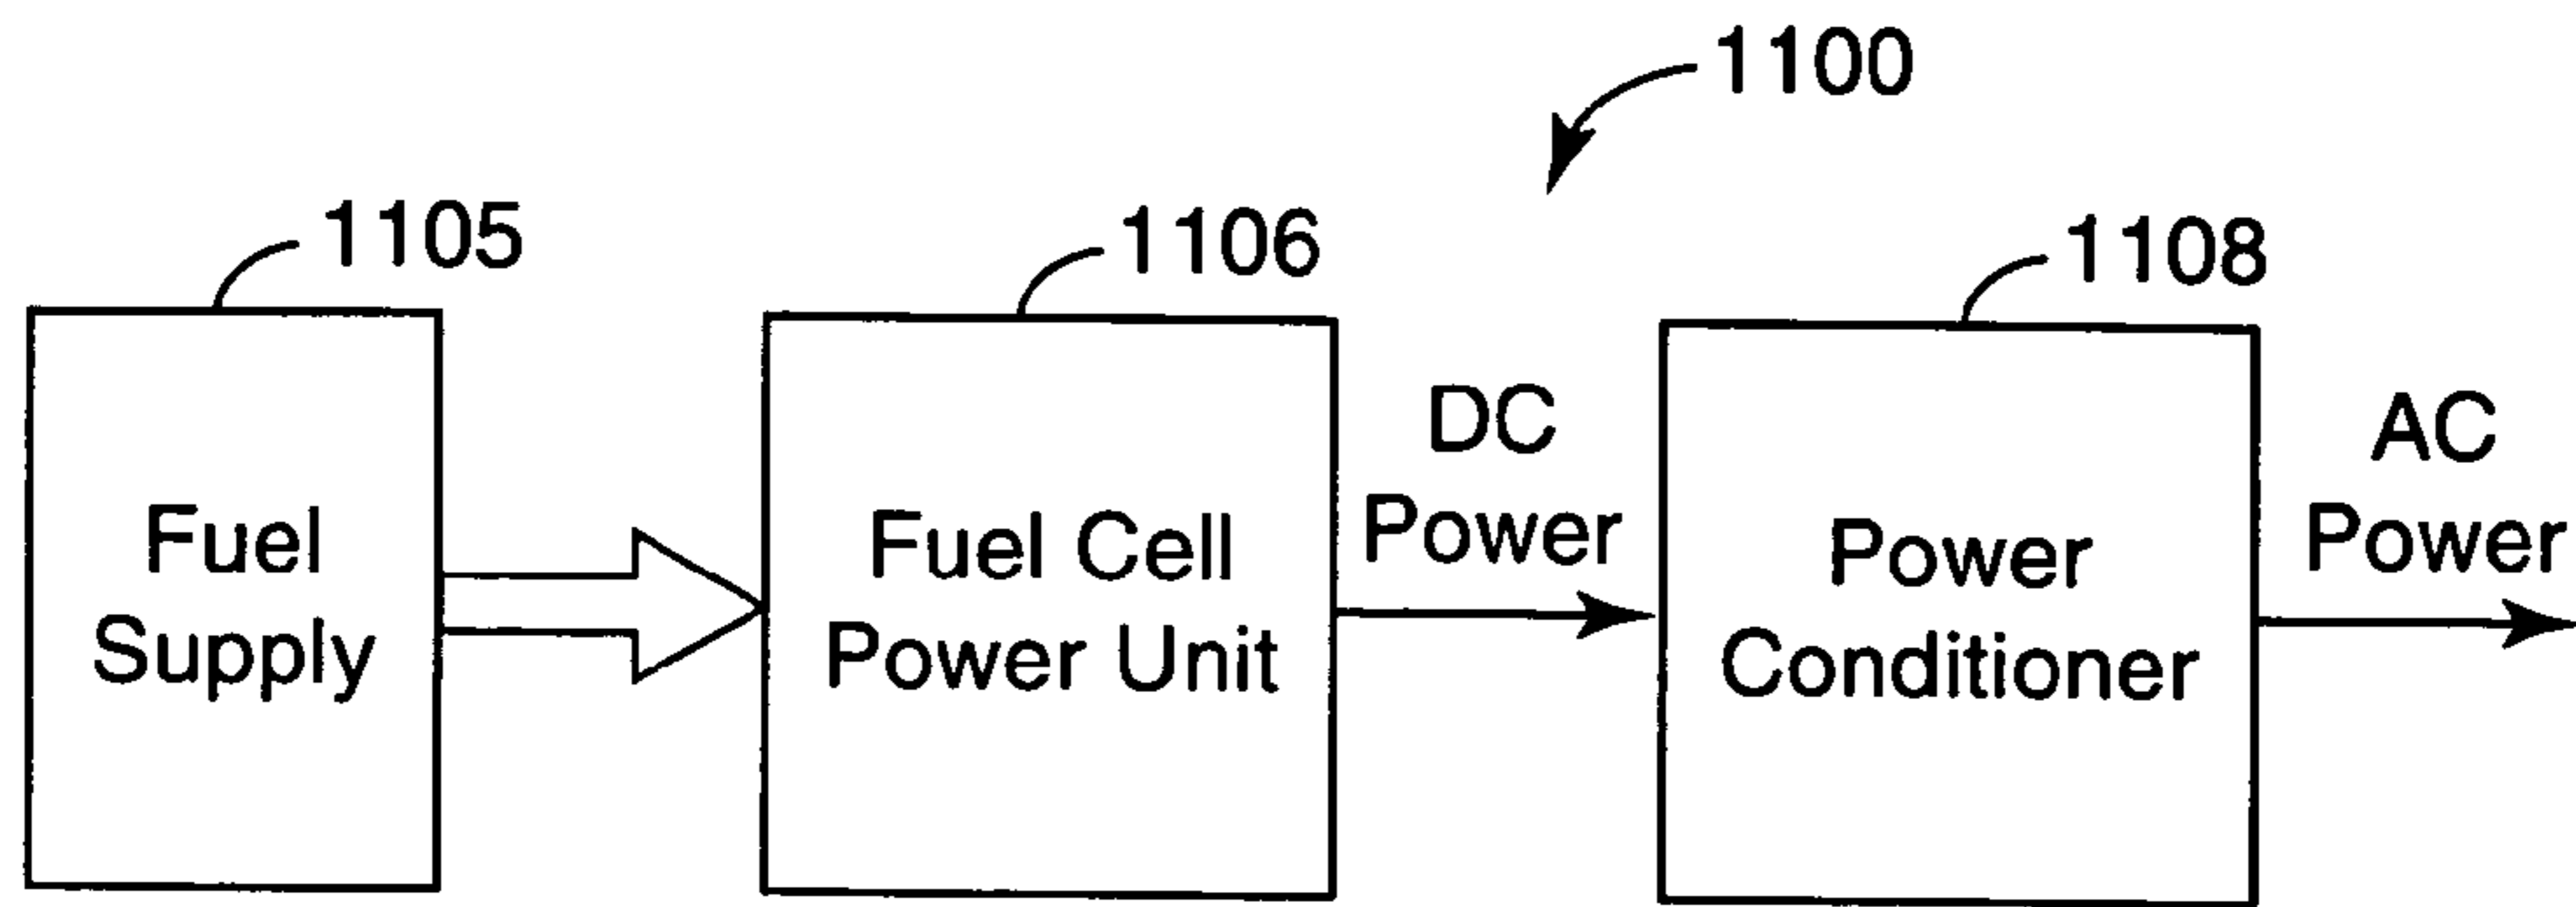 1100
1105
1106
1108
Fuel
Supply
Fuel Cell
Power Unit
DC
Power
Power
Conditioner
AC
Power